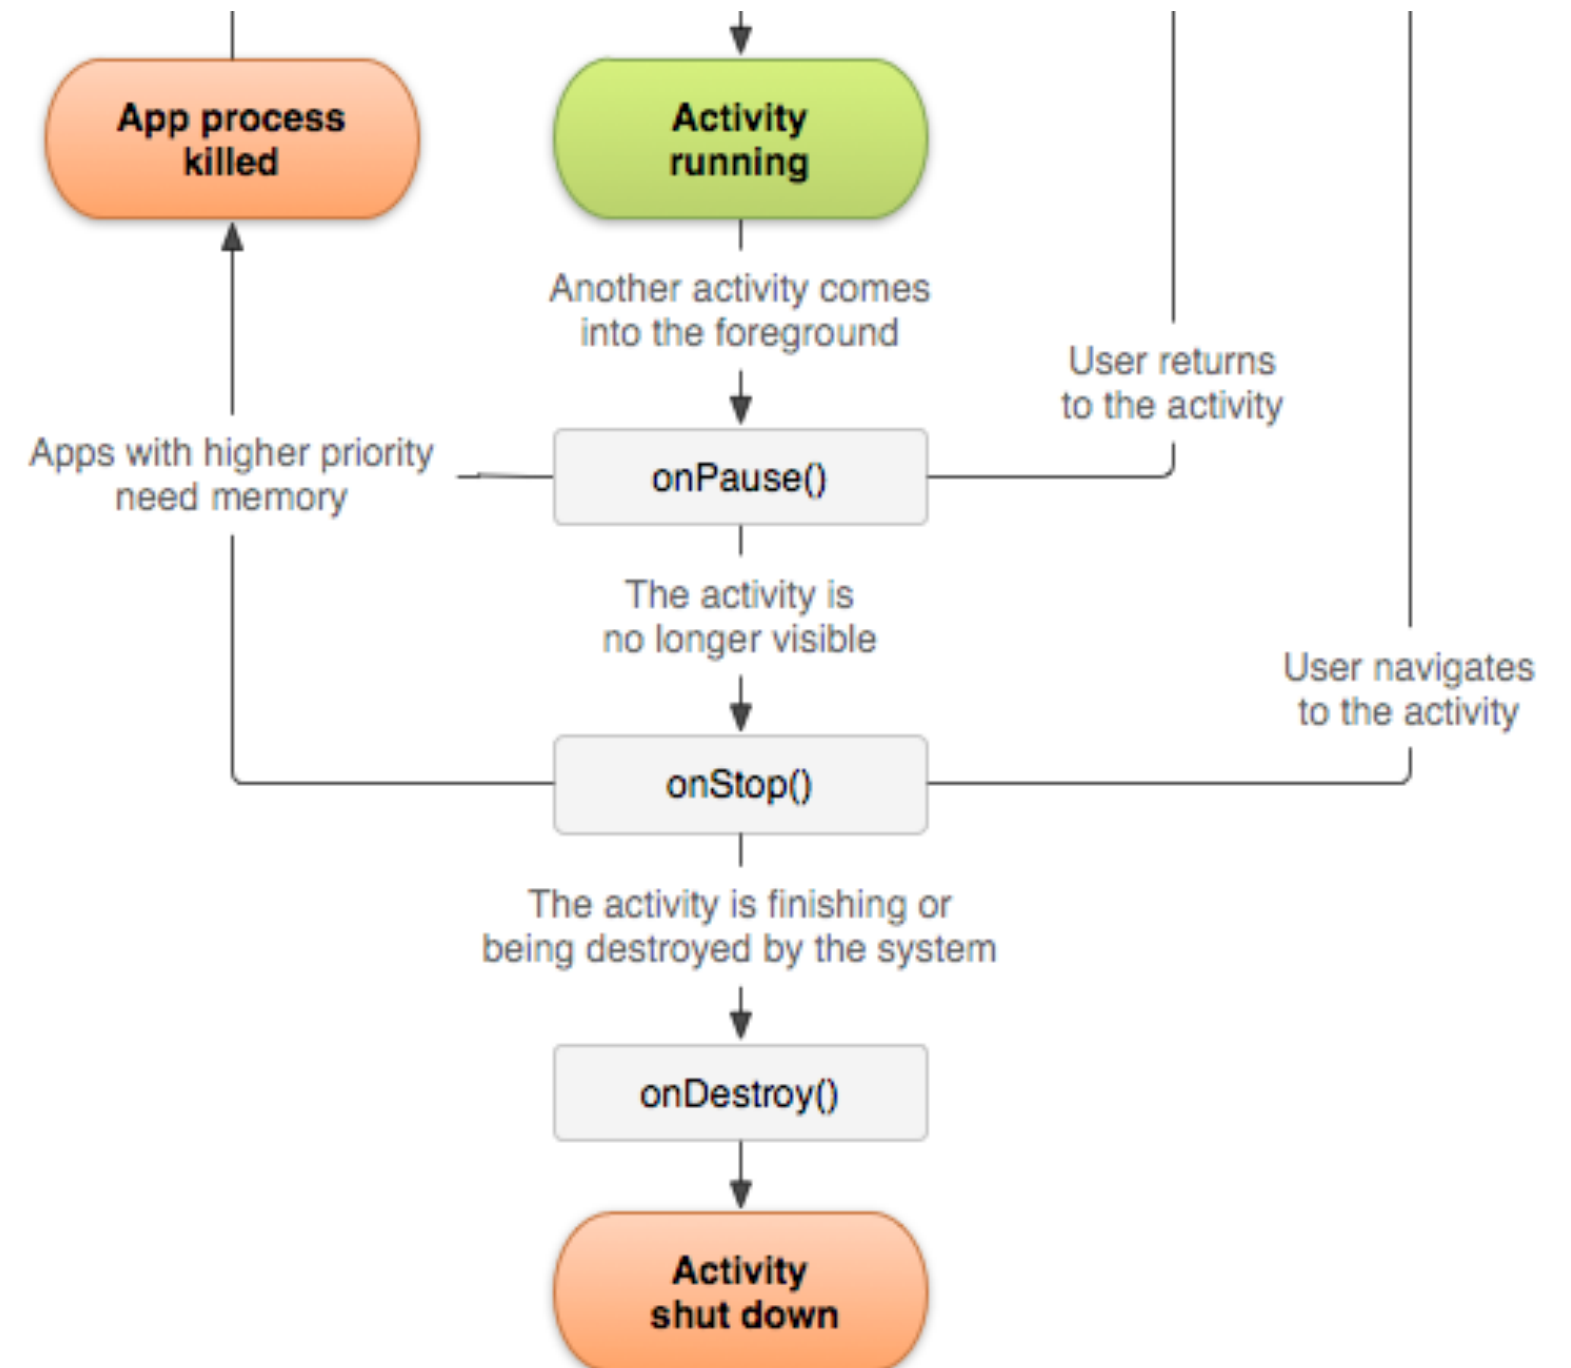 App process
killed
Activity
running
Another activity comes
into the foreground
User returns
to the activity
Apps with higher priority
need memory
onPause()
The activity is
no longer visible
User navigates
to the activity
onStop()
The activity is finishing or
being destroyed by the system
onDestroy()
Activity
shut down